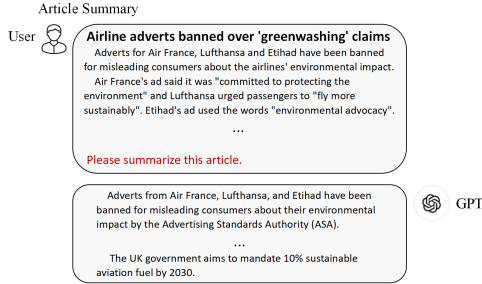 Article Summary
User
Airline adverts banned over 'greenwashing' claims
Adverts for Air France, Lufthansa and Etihad have been banned
for misleading consumers about the airlines' environmental impact.
Air France's ad said it was "committed to protecting the
environment" and Lufthansa urged passengers to "fly more
sustainably". Etihad's ad used the words "environmental advocacy".
...
Please summarize this article.
Adverts from Air France, Lufthansa, and Etihad have been
banned for misleading consumers about their environmental
impact by the Advertising Standards Authority (ASA).
GPT
...
The UK government aims to mandate 10% sustainable
aviation fuel by 2030.